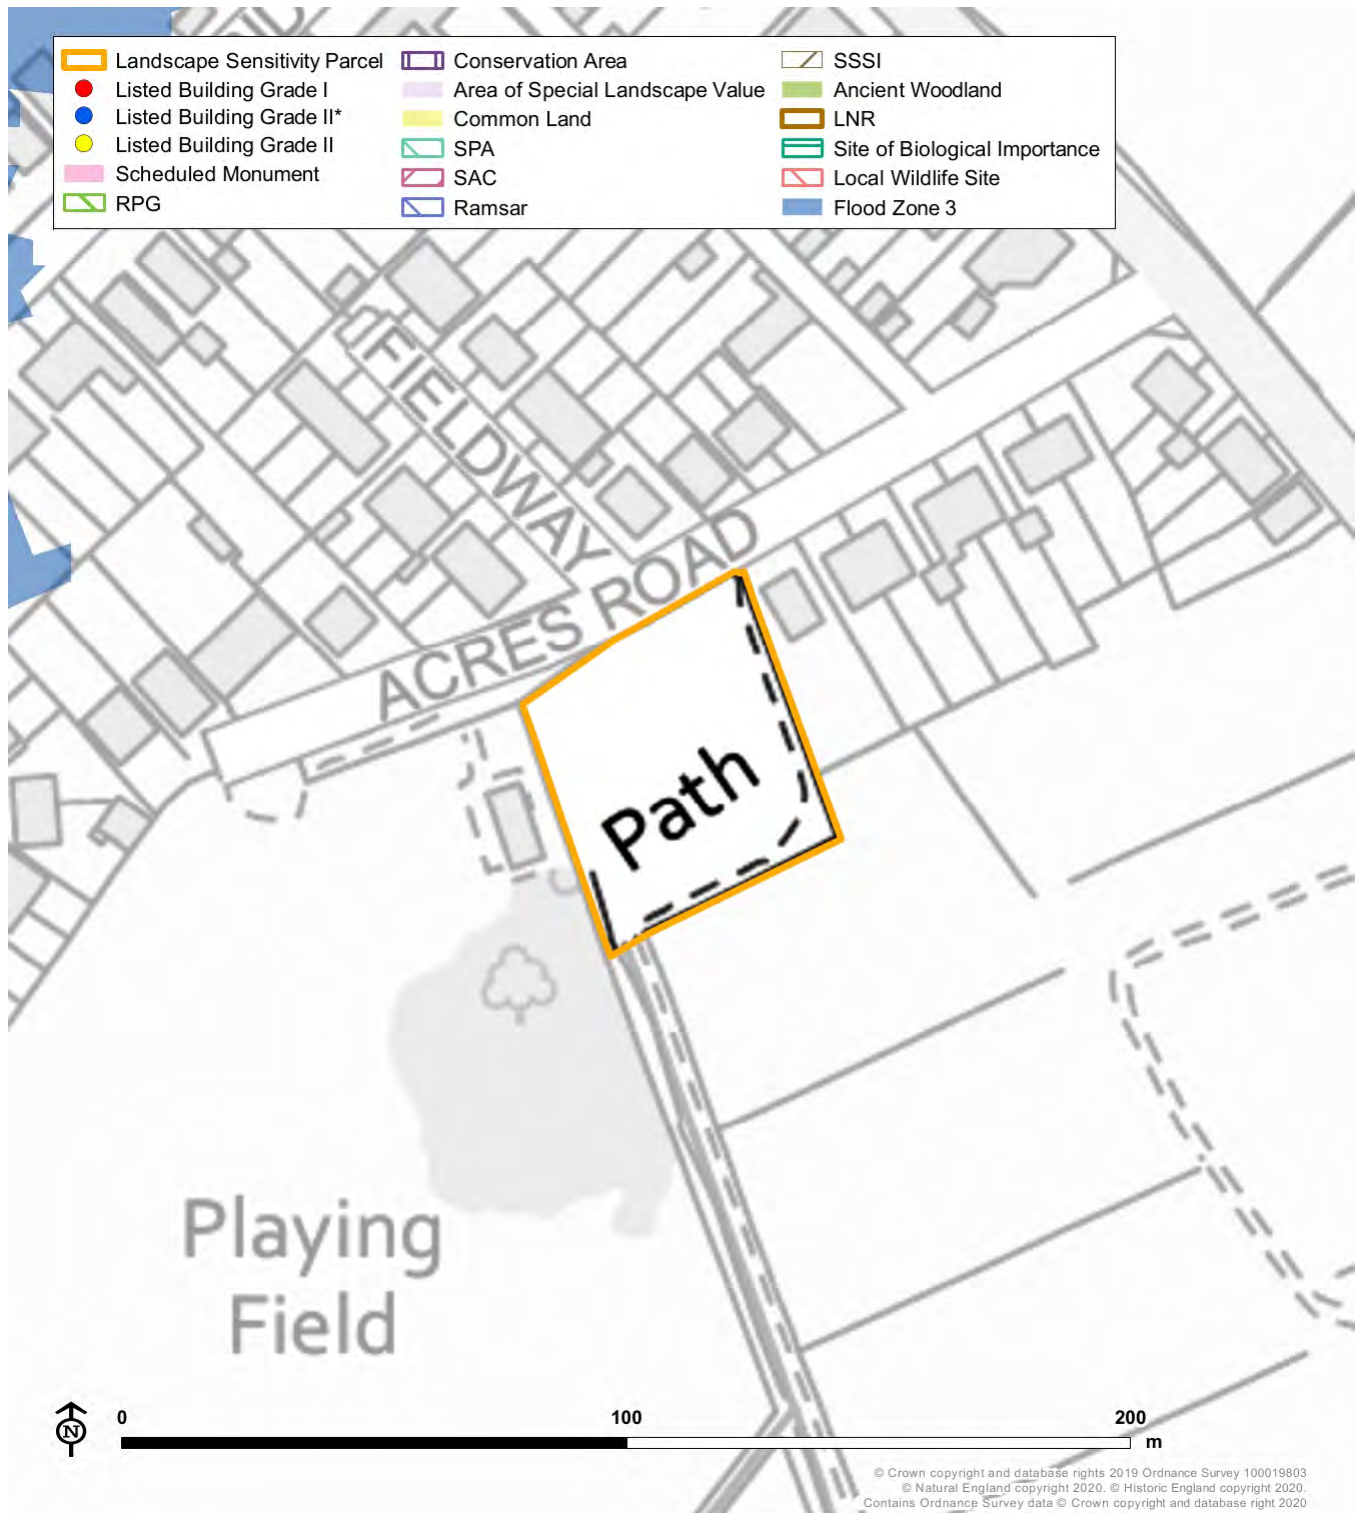 Landscape Sensitivity Parcel
Listed Building Grade I
Listed Building Grade II*
Listed Building Grade II
Scheduled Monument
RPG
Conservation Area
Area of Special Landscape Value
Common Land
SPA
SAC
Ramsar
SSSI
Ancient Woodland
LNR
Site of Biological Importance
Local Wildlife Site
Flood Zone 3
FIELDWAY
ACRES ROAD
Path
Playing
Field
N
0 100 200
m
© Crown copyright and database rights 2019 Ordnance Survey 100019803
© Natural England copyright 2020. © Historic England copyright 2020.
Contains Ordnance Survey data © Crown copyright and database right 2020